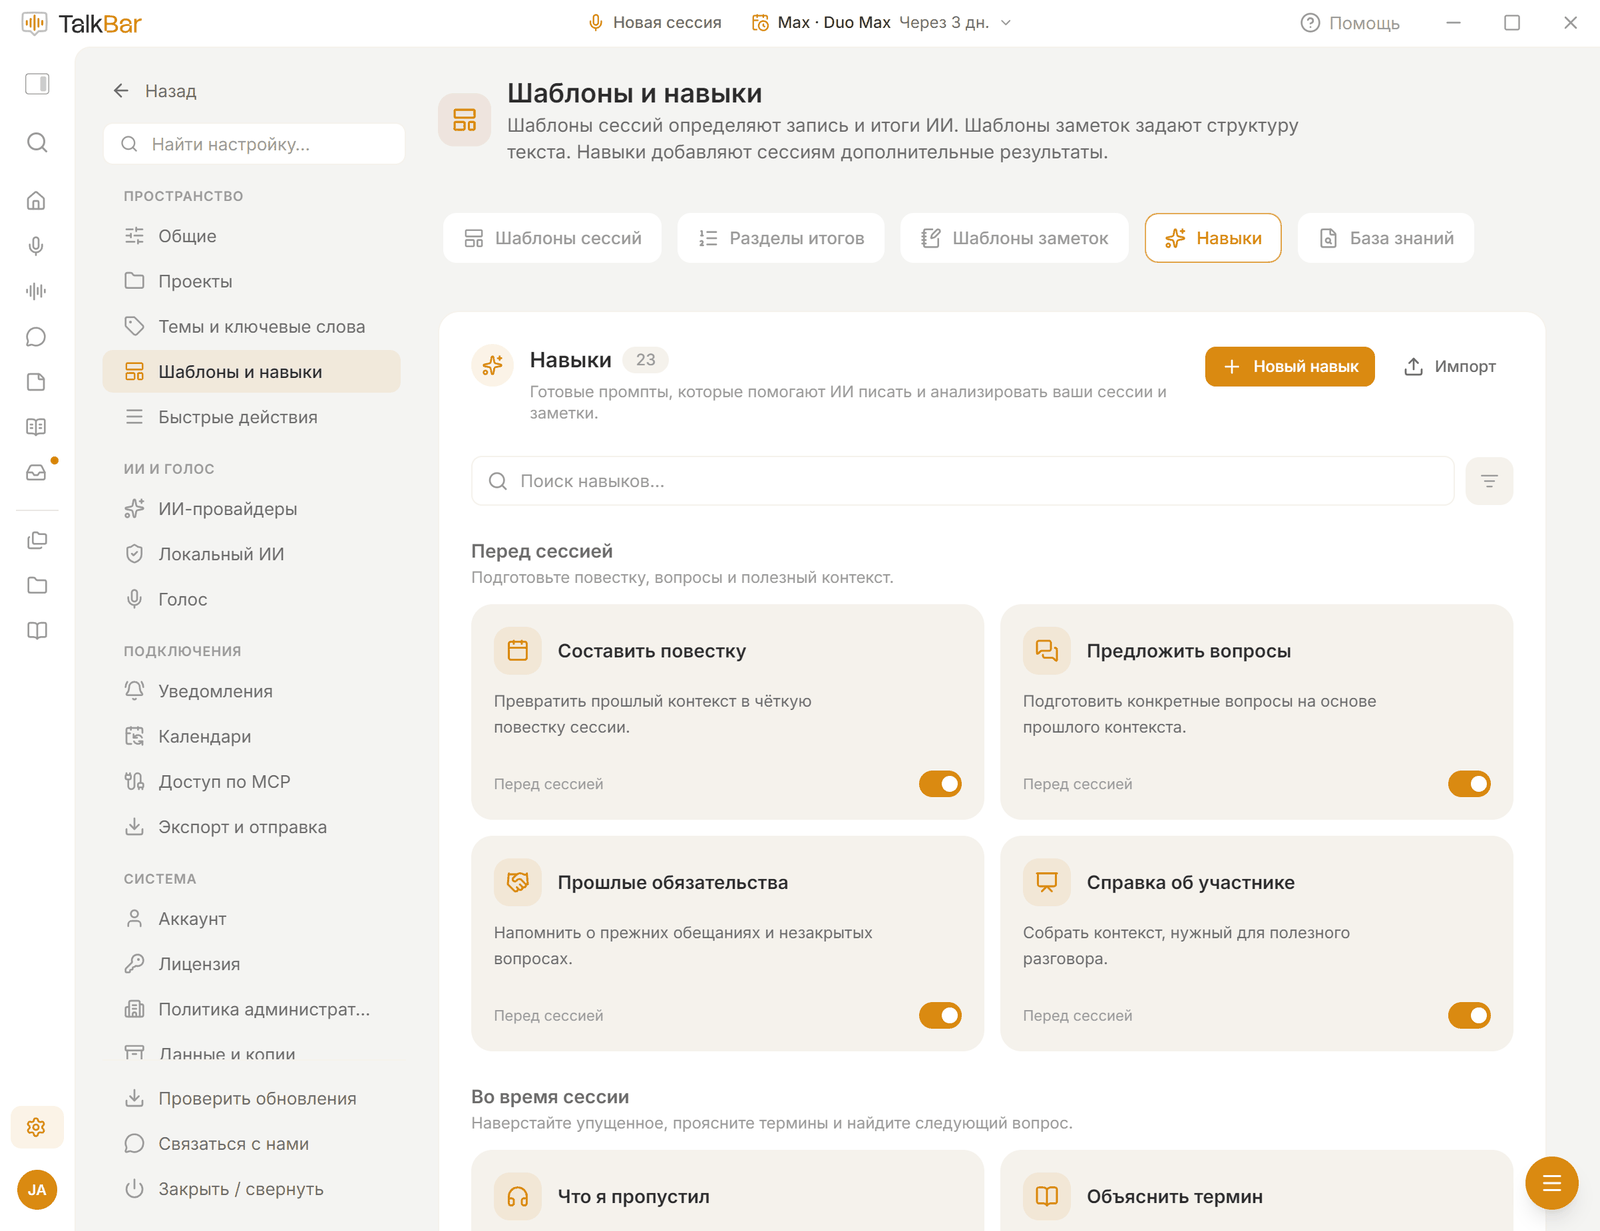 TalkBar
Новая сессия
Max · Duo Max Через 3 дн.
Помощь
Назад
Найти настройку...
ПРОСТРАНСТВО
Общие
Проекты
Темы и ключевые слова
Шаблоны и навыки
Быстрые действия
ИИ И ГОЛОС
ИИ-провайдеры
Локальный ИИ
Голос
ПОДКЛЮЧЕНИЯ
Уведомления
Календари
Доступ по MCP
Экспорт и отправка
СИСТЕМА
Аккаунт
Лицензия
Политика администрат...
Данные и копии
Проверить обновления
Связаться с нами
Закрыть / свернуть
JA
Шаблоны и навыки
Шаблоны сессий определяют запись и итоги ИИ. Шаблоны заметок задают структуру
текста. Навыки добавляют сессиям дополнительные результаты.
Шаблоны сессий
Разделы итогов
Шаблоны заметок
Навыки
База знаний
Навыки 23
Готовые промпты, которые помогают ИИ писать и анализировать ваши сессии и
заметки.
Новый навык
Импорт
Поиск навыков...
Перед сессией
Подготовьте повестку, вопросы и полезный контекст.
Составить повестку
Превратить прошлый контекст в чёткую
повестку сессии.
Перед сессией
Предложить вопросы
Подготовить конкретные вопросы на основе
прошлого контекста.
Перед сессией
Прошлые обязательства
Напомнить о прежних обещаниях и незакрытых
вопросах.
Перед сессией
Справка об участнике
Собрать контекст, нужный для полезного
разговора.
Перед сессией
Во время сессии
Наверстайте упущенное, проясните термины и найдите следующий вопрос.
Что я пропустил
Объяснить термин